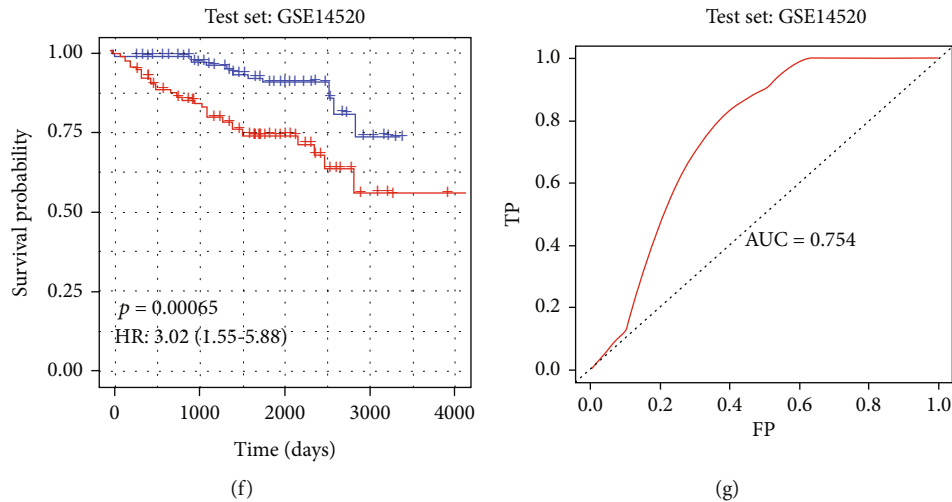 Test set: GSE14520
Survival probability
1.00
0.75
0.50
0.25
0.00
p = 0.00065
HR: 3.02 (1.55-5.88)
0 1000 2000 3000 4000
Time (days)
(f)
Test set: GSE14520
TP
1.0
0.8
0.6
0.4
0.2
0.0
AUC = 0.754
0.0 0.2 0.4 0.6 0.8 1.0
FP
(g)